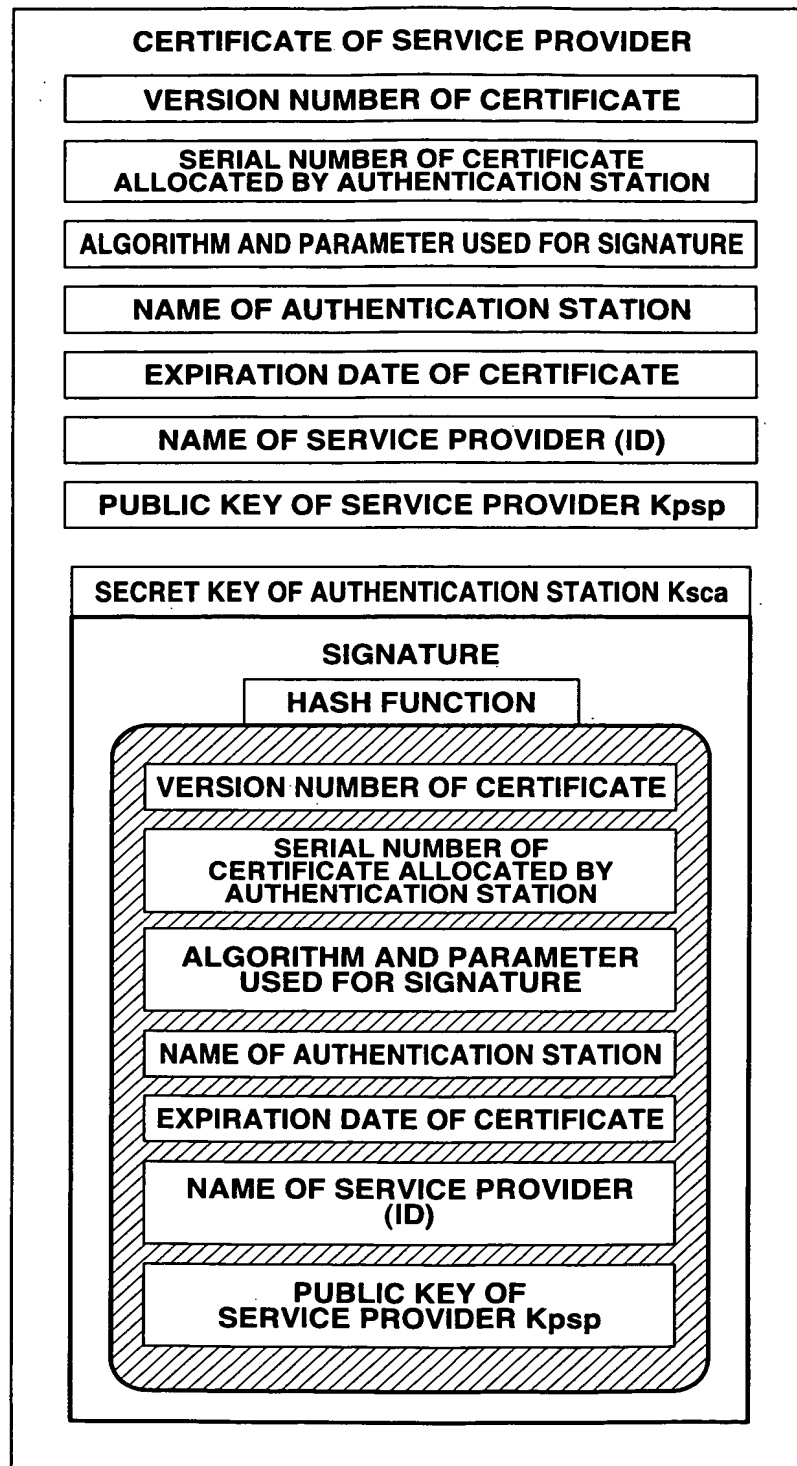 CERTIFICATE OF SERVICE PROVIDER
VERSION NUMBER OF CERTIFICATE
SERIAL NUMBER OF CERTIFICATE
ALLOCATED BY AUTHENTICATION STATION
ALGORITHM AND PARAMETER USED FOR SIGNATURE
NAME OF AUTHENTICATION STATION
EXPIRATION DATE OF CERTIFICATE
NAME OF SERVICE PROVIDER (ID)
PUBLIC KEY OF SERVICE PROVIDER Kpsp
SECRET KEY OF AUTHENTICATION STATION Ksca
SIGNATURE
HASH FUNCTION
VERSION NUMBER OF CERTIFICATE
SERIAL NUMBER OF
CERTIFICATE ALLOCATED BY
AUTHENTICATION STATION
ALGORITHM AND PARAMETER
USED FOR SIGNATURE
NAME OF AUTHENTICATION STATION
EXPIRATION DATE OF CERTIFICATE
NAME OF SERVICE PROVIDER
(ID)
PUBLIC KEY OF
SERVICE PROVIDER Kpsp